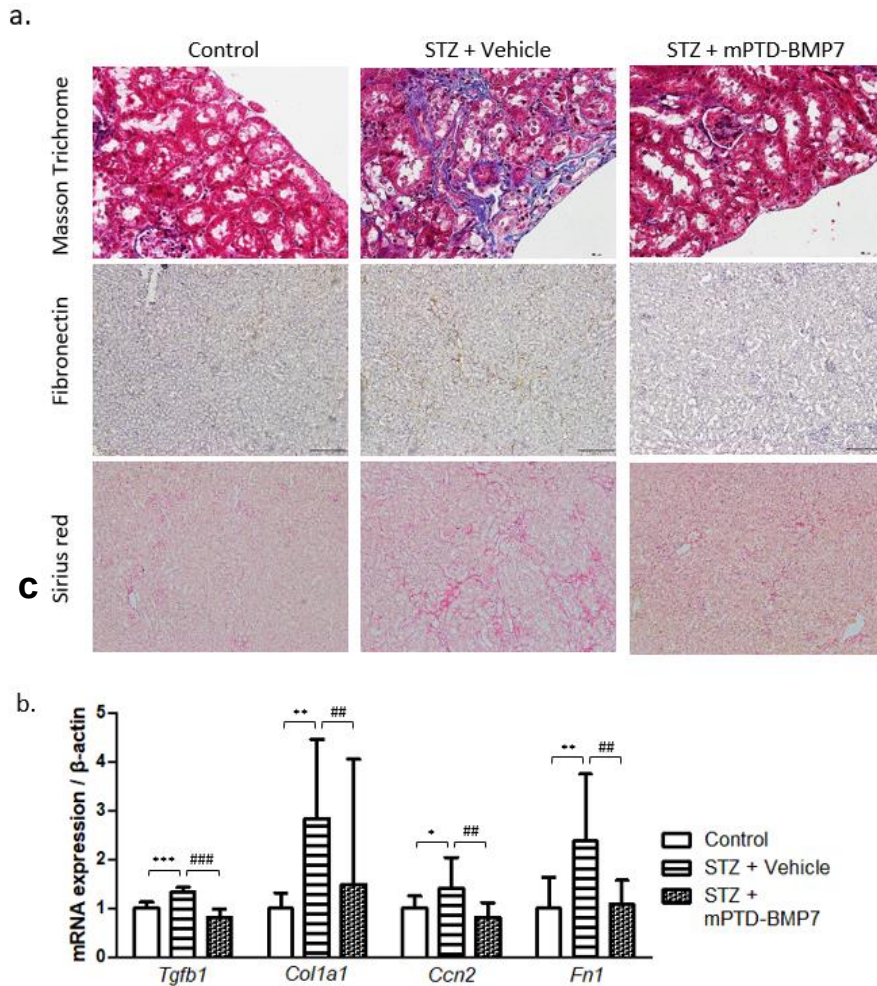 a.
Control STZ + Vehicle STZ + mPTD-BMP7
Masson Trichrome
Fibronectin
c
Sirius red
b.
mRNA expression / β-actin
5
4
3
2
1
0
*** ###
** ##
* ##
** ##
Tgfb1 Col1a1 Ccn2 Fn1
Control
STZ + Vehicle
STZ +
mPTD-BMP7